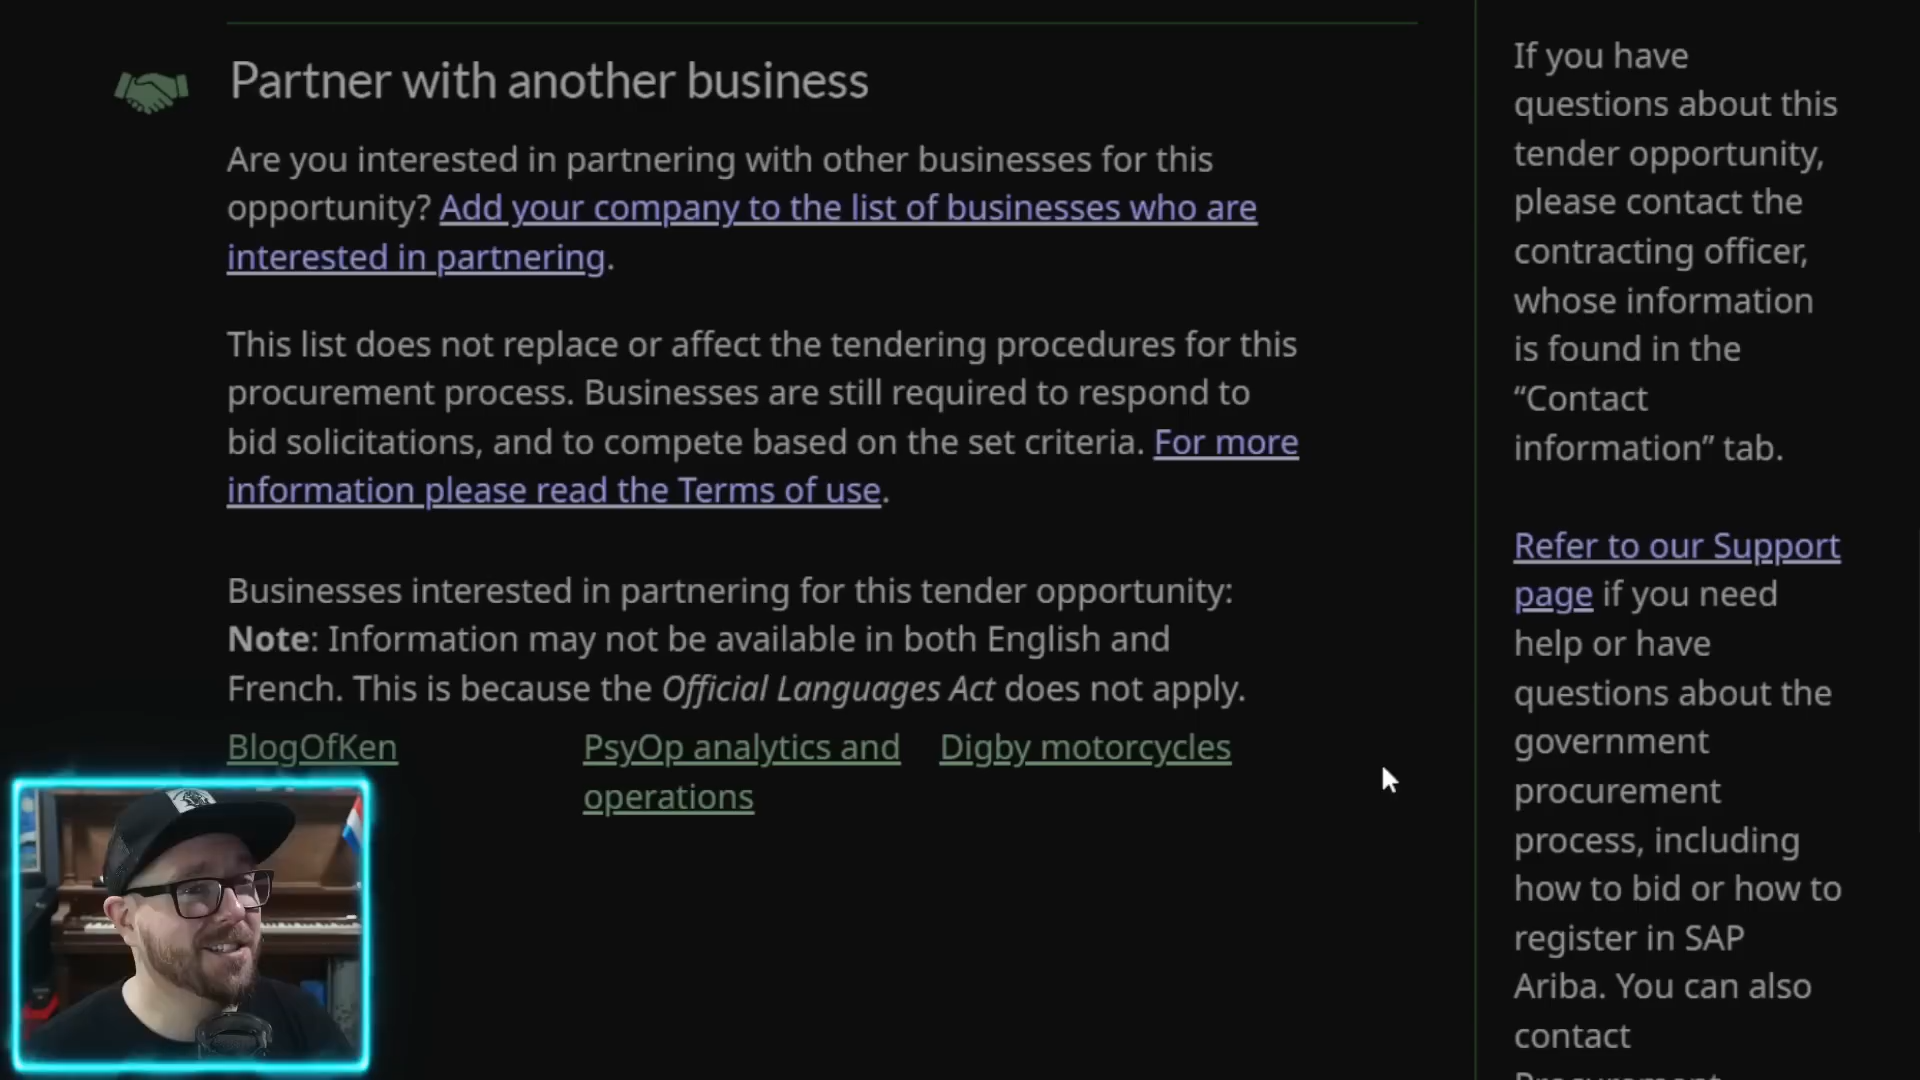 Partner with another business
Are you interested in partnering with other businesses for this
opportunity? Add your company to the list of businesses who are
interested in partnering.
This list does not replace or affect the tendering procedures for this
procurement process. Businesses are still required to respond to
bid solicitations, and to compete based on the set criteria. For more
information please read the Terms of use.
Businesses interested in partnering for this tender opportunity:
Note: Information may not be available in both English and
French. This is because the Official Languages Act does not apply.
BlogOfKen
PsyOp analytics and
operations
Digby motorcycles
If you have
questions about this
tender opportunity,
please contact the
contracting officer,
whose information
is found in the
“Contact
information” tab.
Refer to our Support
page if you need
help or have
questions about the
government
procurement
process, including
how to bid or how to
register in SAP
Ariba. You can also
contact